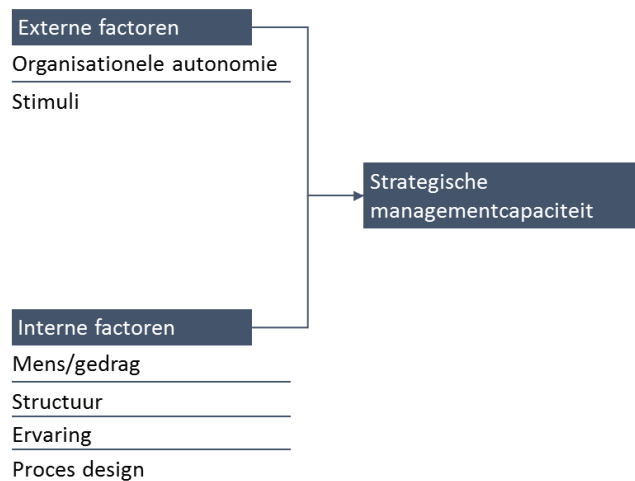 Externe factoren
Organisationele autonomie
Stimuli
Strategische
managementcapaciteit
Interne factoren
Mens/gedrag
Structuur
Ervaring
Proces design